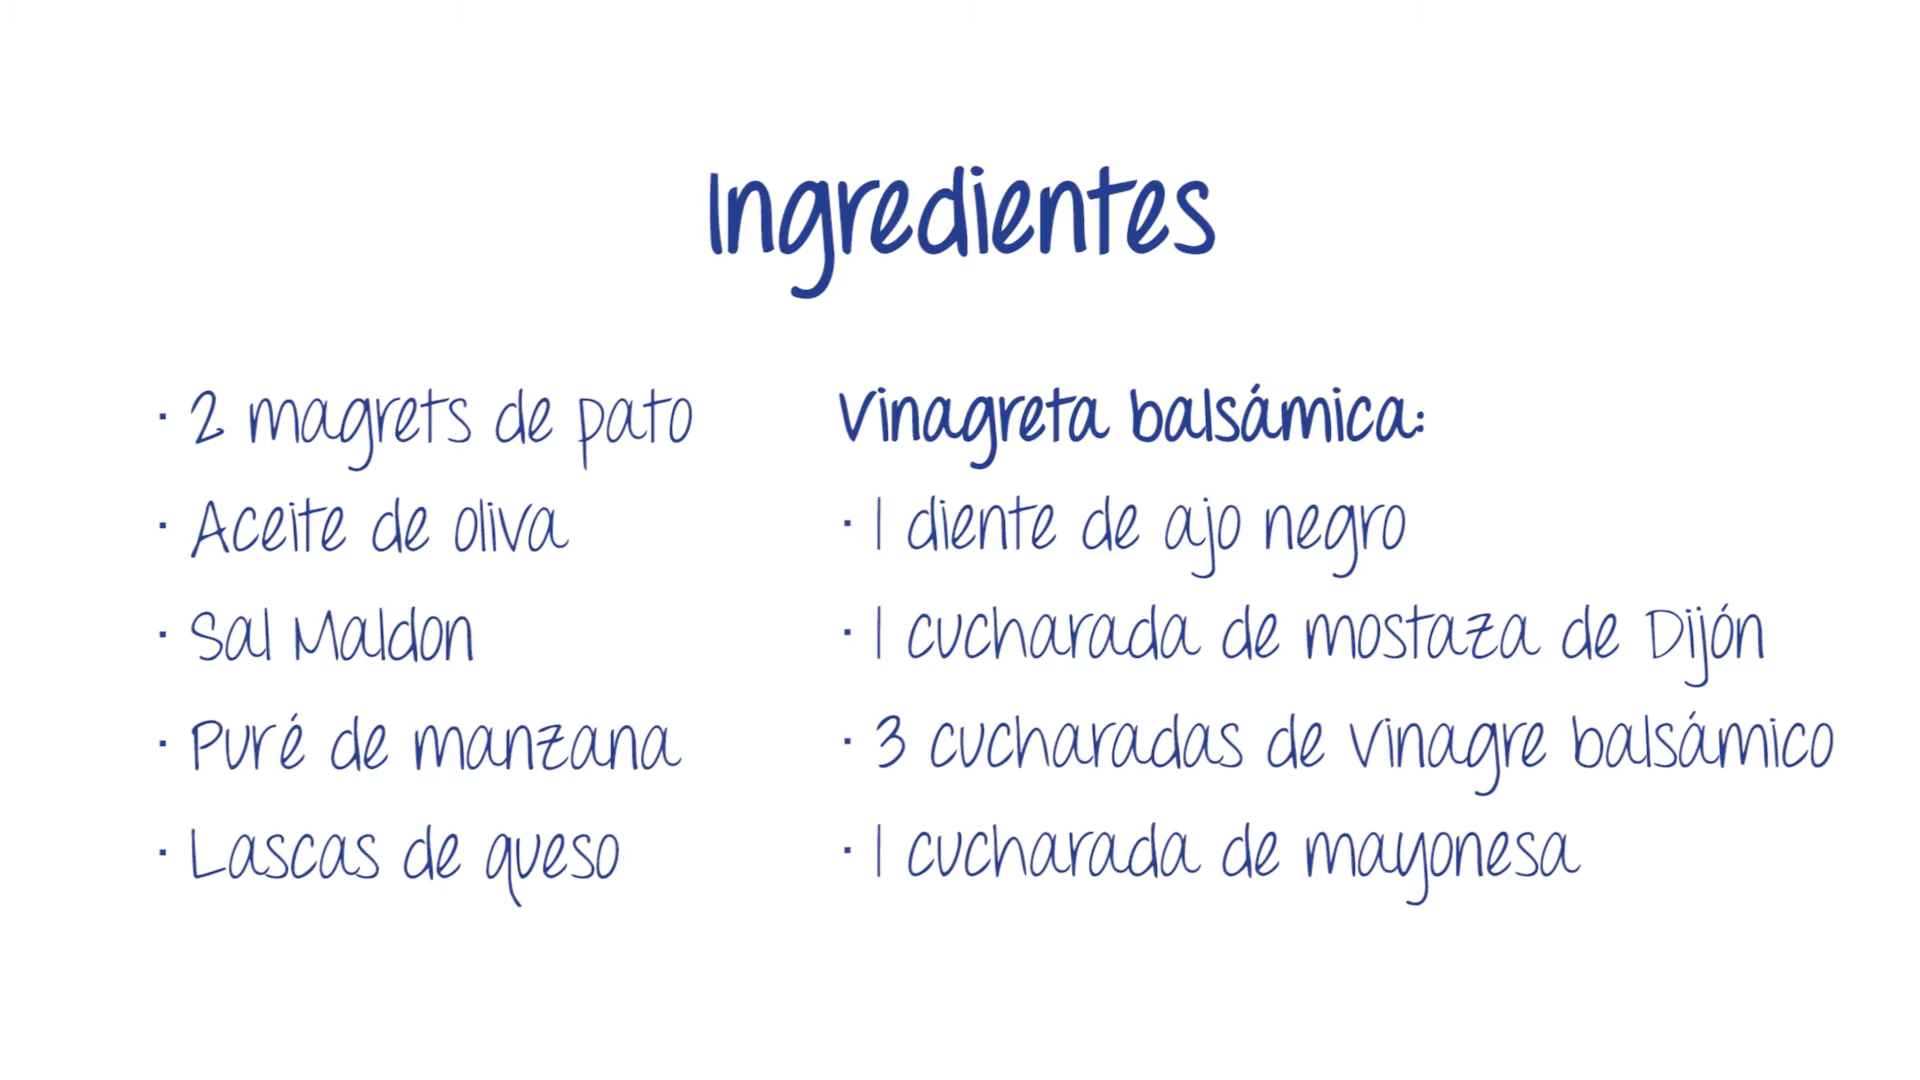 Ingredientes
· 2 magrets de pato
· Aceite de oliva
· Sal Maldon
· Puré de manzana
· Lascas de queso
Vinagreta balsámica:
· 1 diente de ajo negro
· 1 cucharada de mostaza de Dijón
· 3 cucharadas de vinagre balsámico
· 1 cucharada de mayonesa